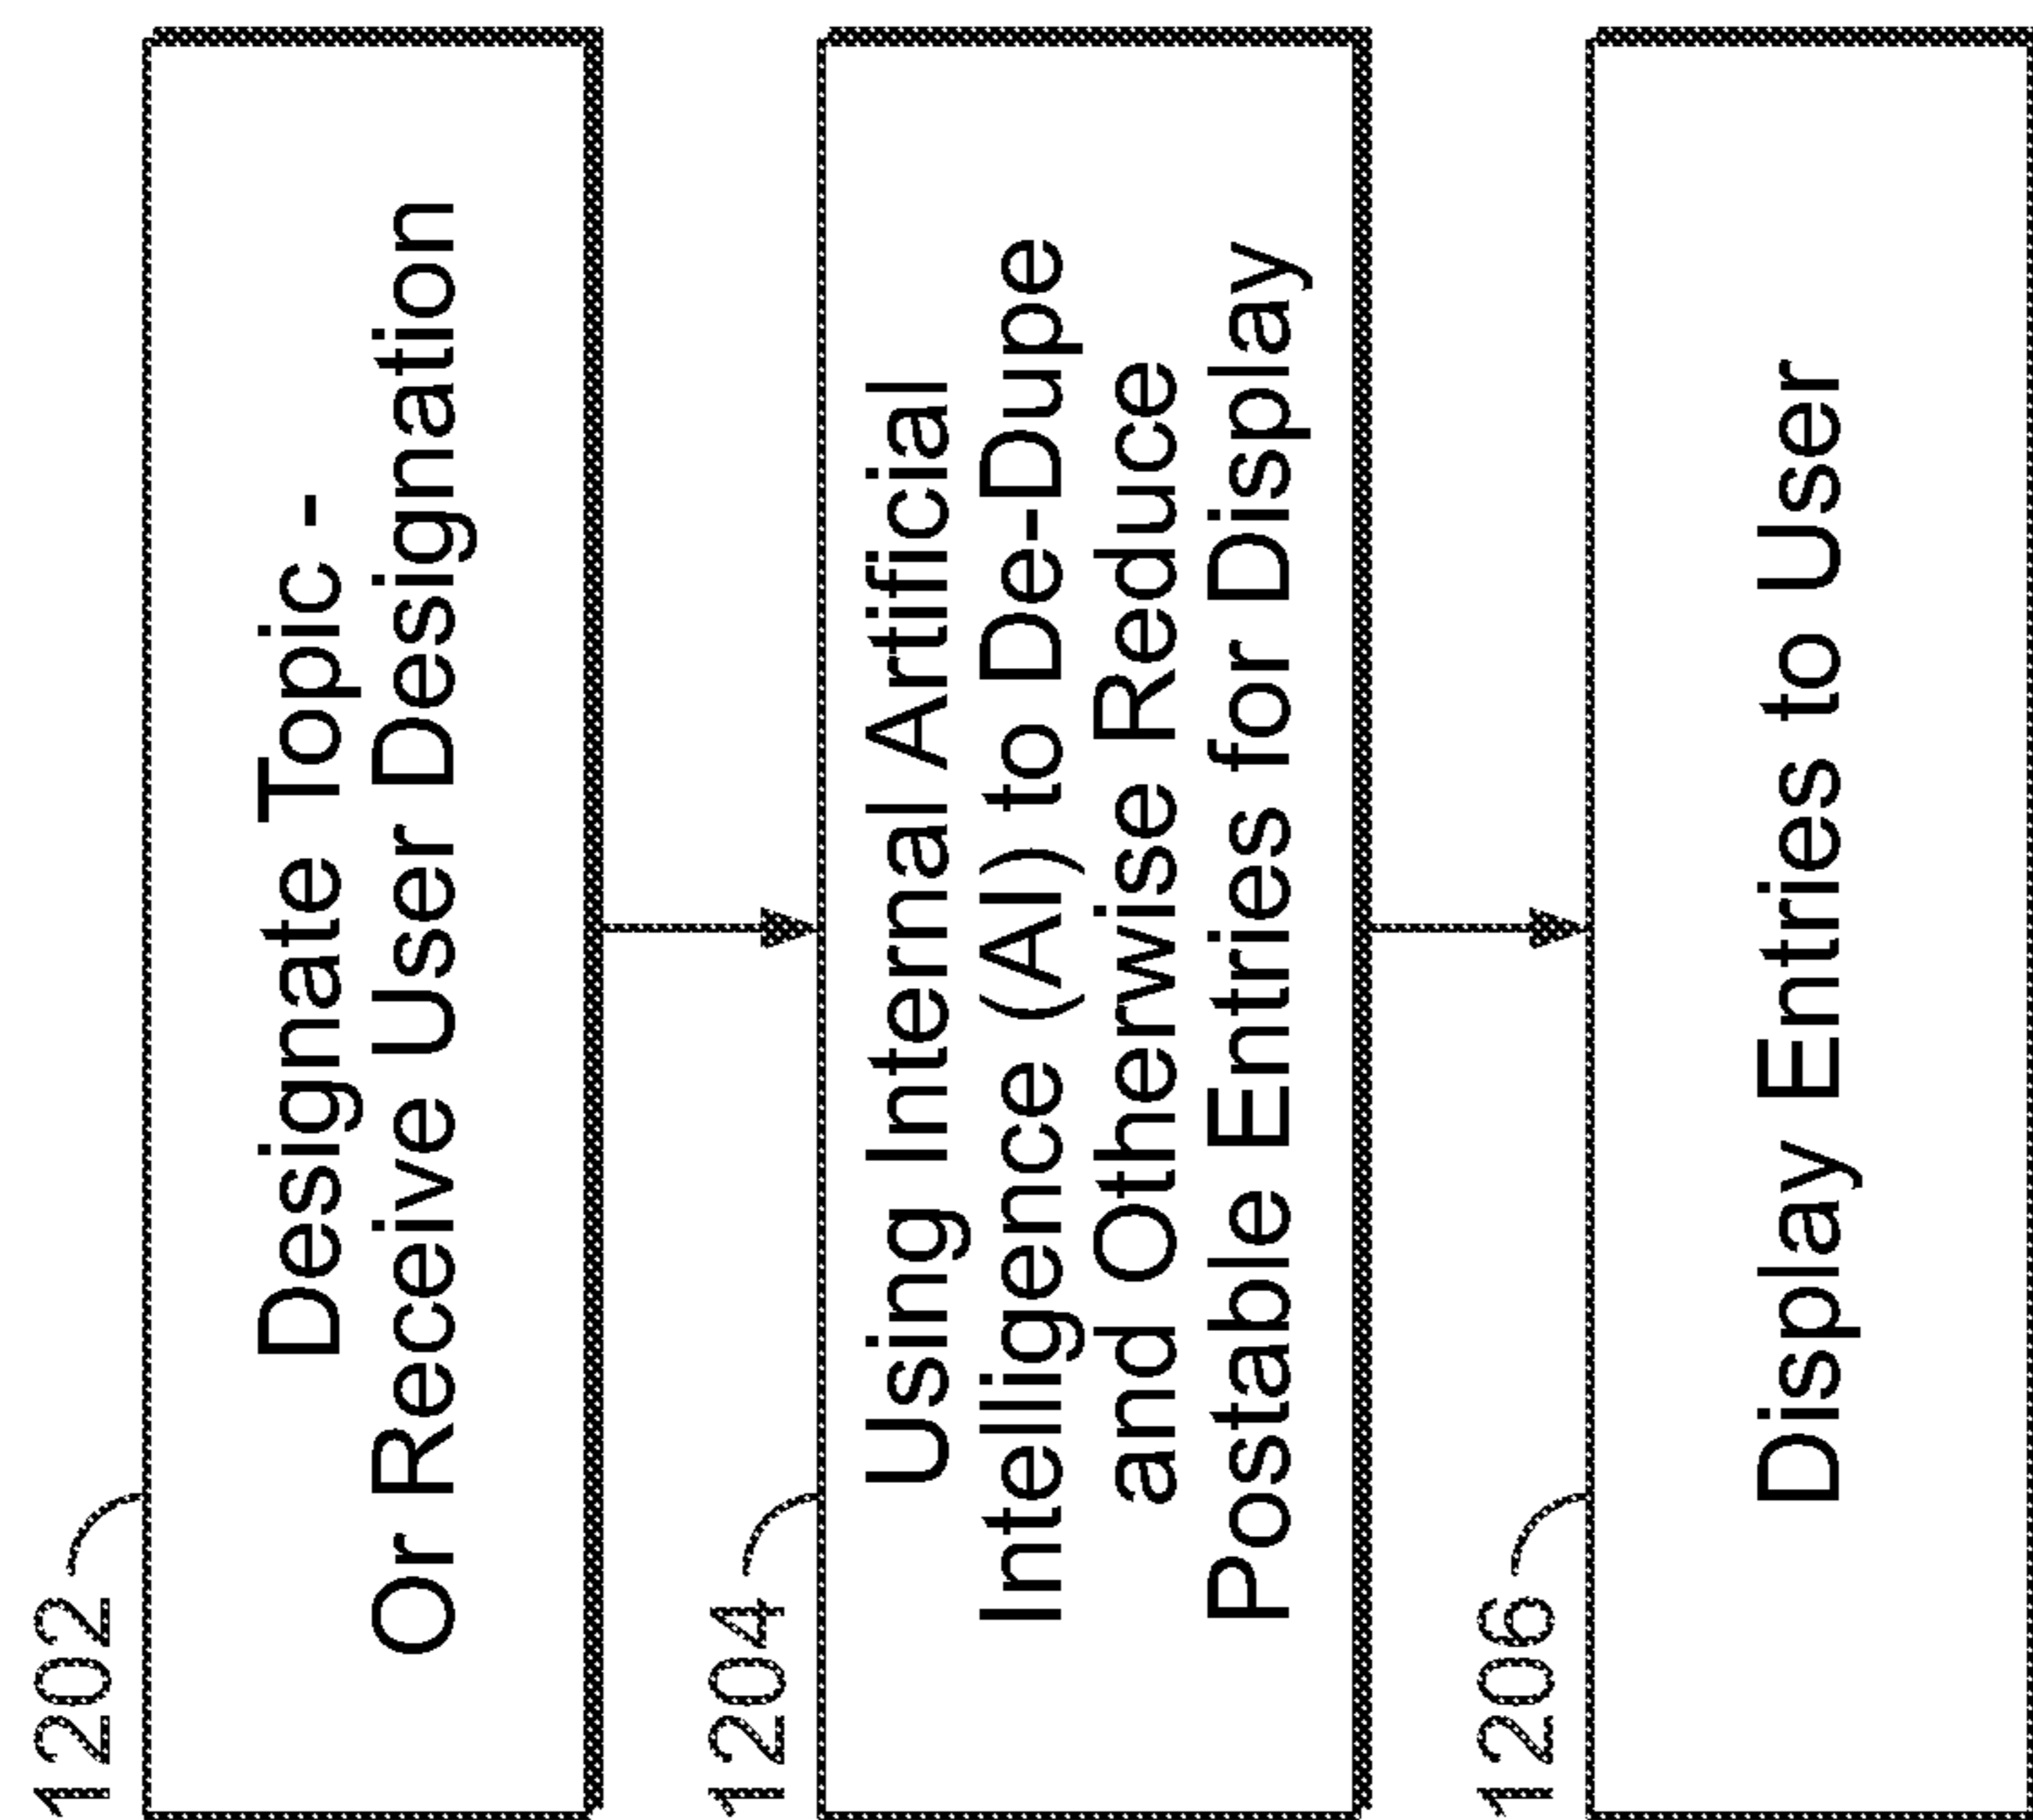 1202
Designate Topic -
Or Receive User Designation
1204
Using Internal Artificial
Intelligence (AI) to De-Dupe
and Otherwise Reduce
Postable Entries for Display
1206
Display Entries to User